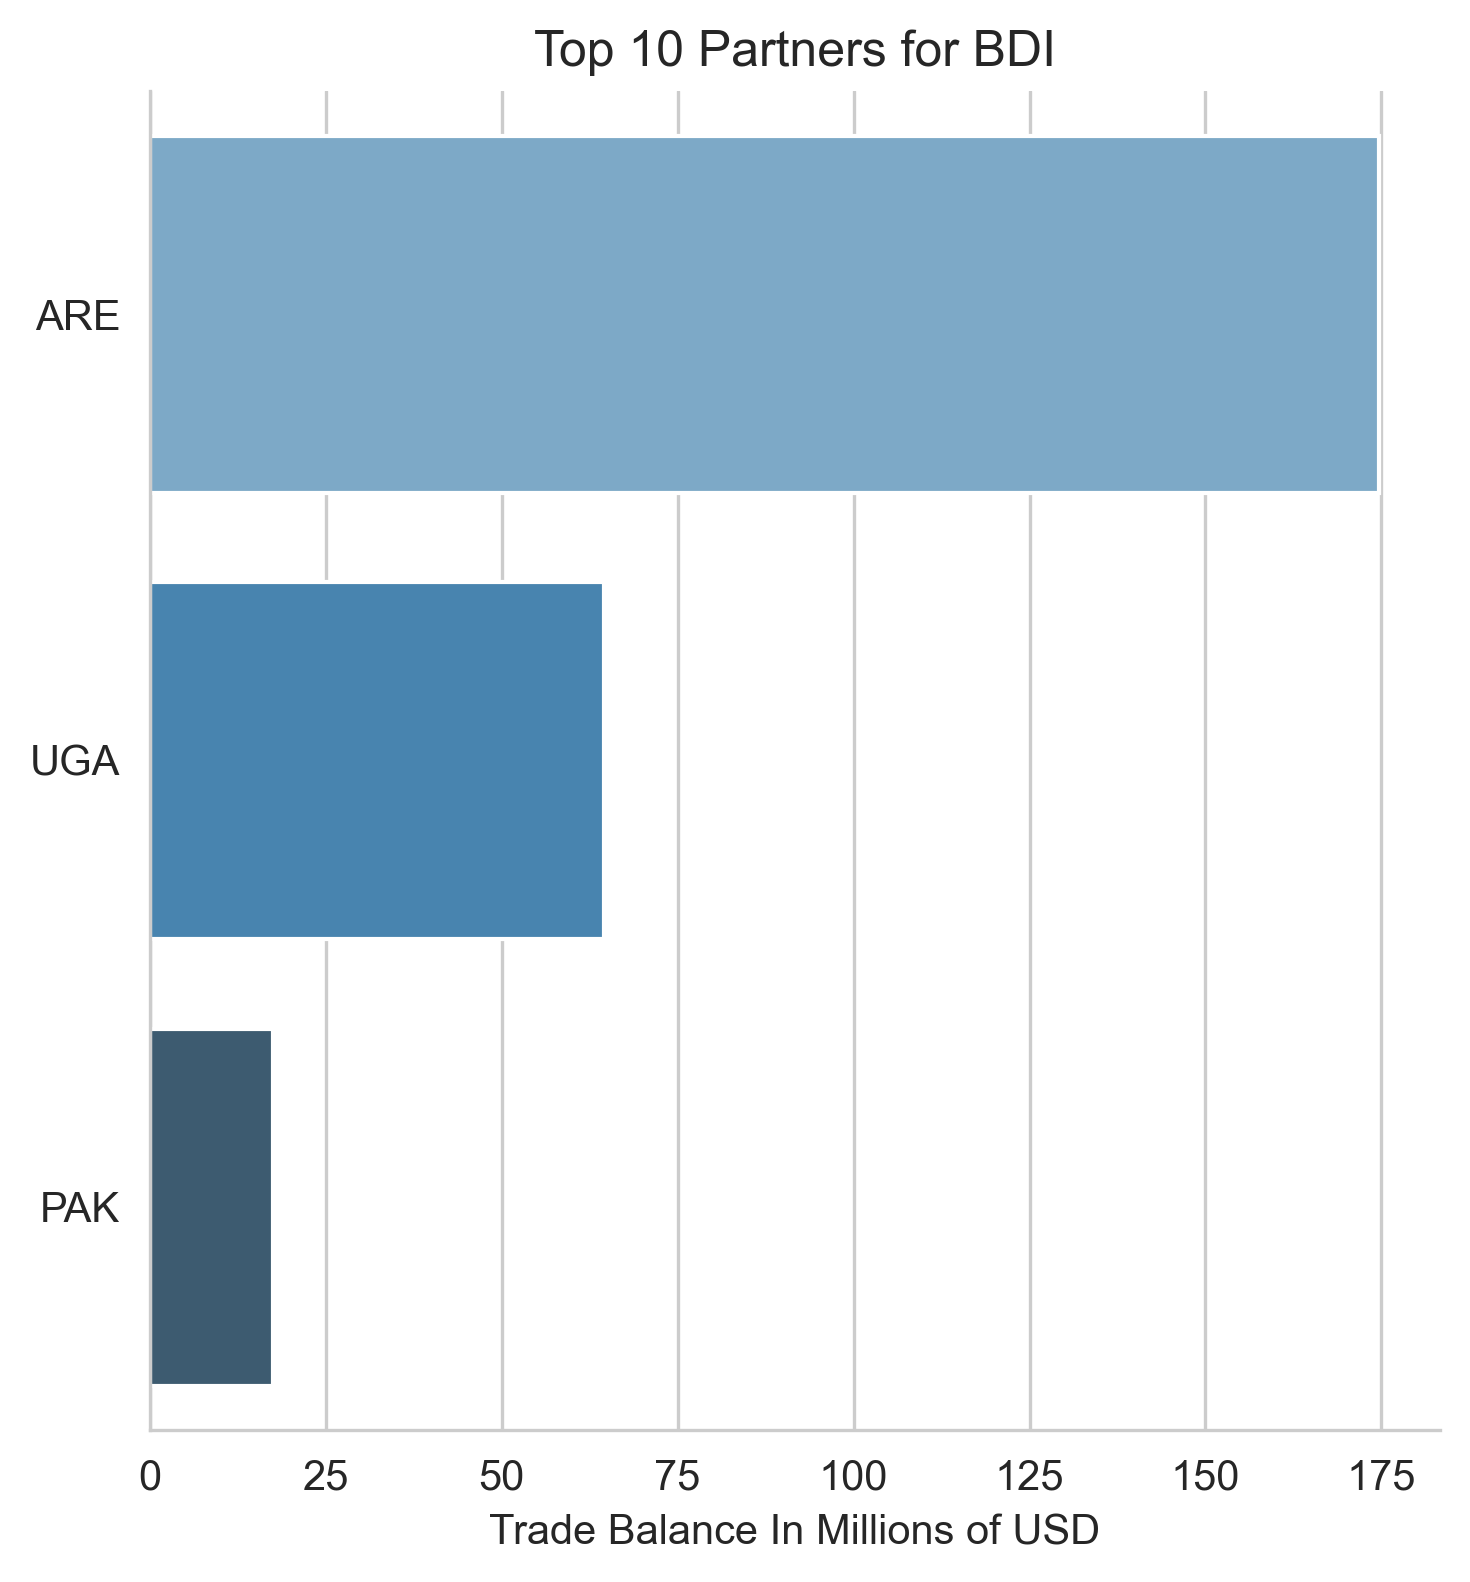 Top 10 Partners for BDI
ARE
UGA
PAK
0 25 50 75 100 125 150 175
Trade Balance In Millions of USD